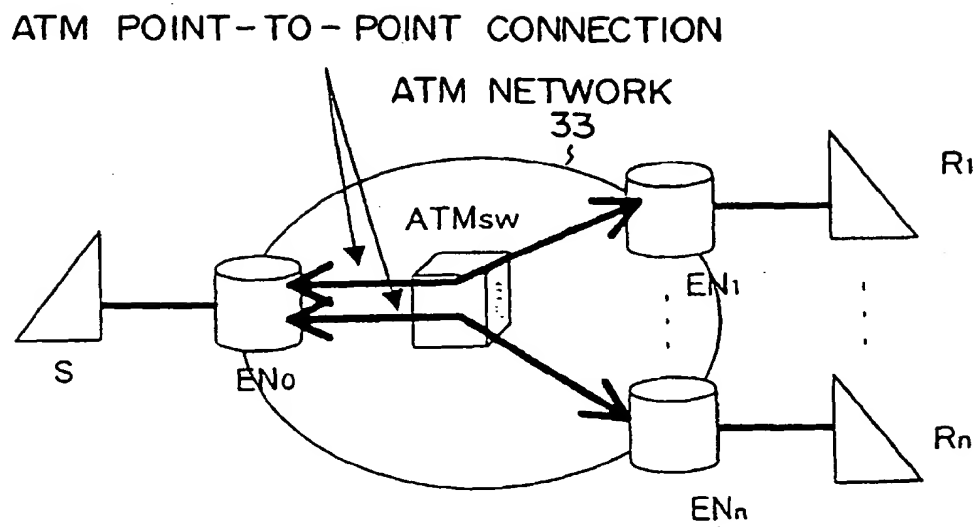 ATM POINT-TO-POINT CONNECTION
ATM NETWORK
33
R1
ATMsw
EN1
S
EN0
Rn
ENn